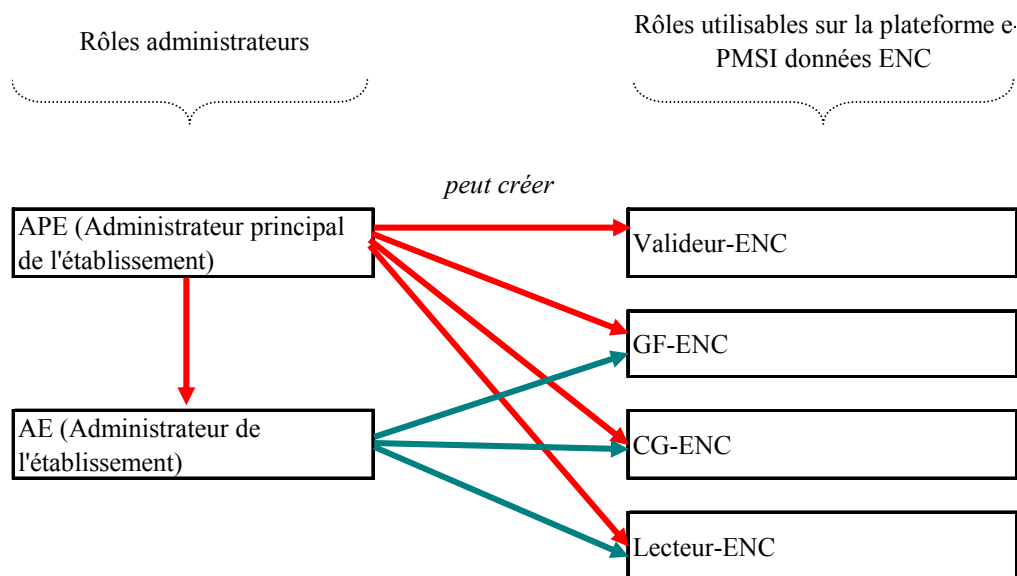 Rôles administrateurs
Rôles utilisables sur la plateforme e-
PMSI données ENC
peut créer
APE (Administrateur principal
de l'établissement)
Valideur-ENC
GF-ENC
AE (Administrateur de
l'établissement)
CG-ENC
Lecteur-ENC